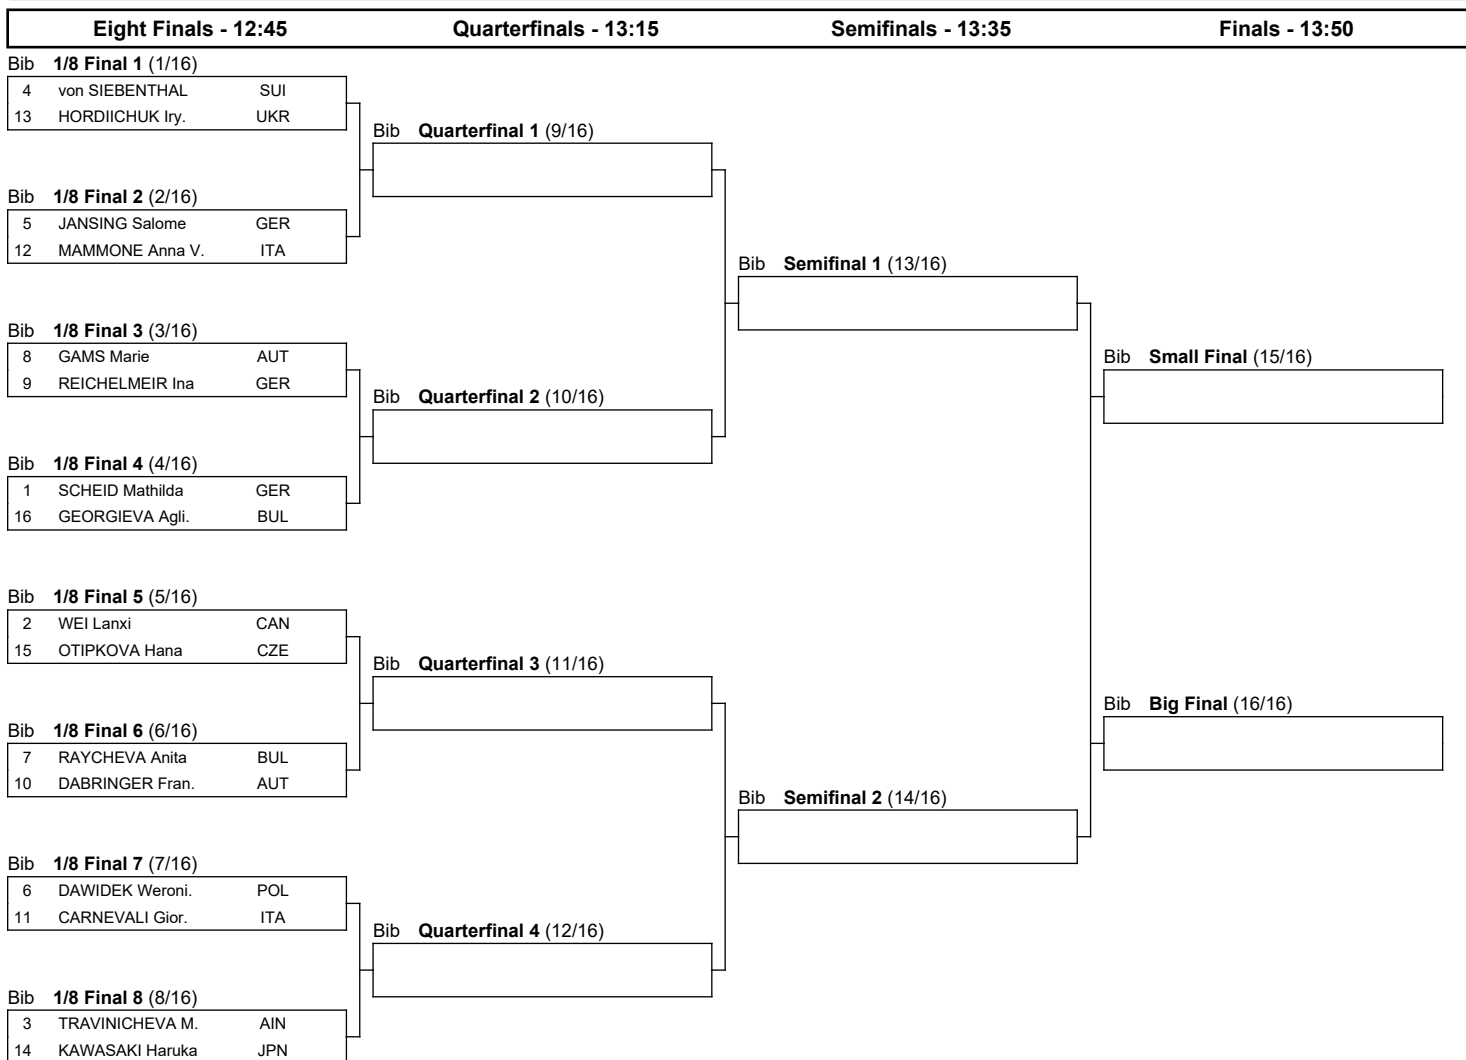 Eight Finals - 12:45 Quarterfinals - 13:15 Semifinals - 13:35 Finals - 13:50
Bib 1/8 Final 1 (1/16)
4 von SIEBENTHAL SUI
13 HORDIICHUK Iry. UKR
Bib Quarterfinal 1 (9/16)
Bib 1/8 Final 2 (2/16)
5 JANSING Salome GER
12 MAMMONE Anna V. ITA
Bib Semifinal 1 (13/16)
Bib 1/8 Final 3 (3/16)
8 GAMS Marie AUT
Bib Small Final (15/16)
9 REICHELMEIR Ina GER
Bib Quarterfinal 2 (10/16)
Bib 1/8 Final 4 (4/16)
1 SCHEID Mathilda GER
16 GEORGIEVA Agli. BUL
Bib 1/8 Final 5 (5/16)
2 WEI Lanxi CAN
15 OTIPKOVA Hana CZE
Bib Quarterfinal 3 (11/16)
Bib Big Final (16/16)
Bib 1/8 Final 6 (6/16)
7 RAYCHEVA Anita BUL
10 DABRINGER Fran. AUT
Bib Semifinal 2 (14/16)
Bib 1/8 Final 7 (7/16)
6 DAWIDEK Weroni. POL
11 CARNEVALI Gior. ITA
Bib Quarterfinal 4 (12/16)
Bib 1/8 Final 8 (8/16)
3 TRAVINICHEVA M. AIN
14 KAWASAKI Haruka JPN